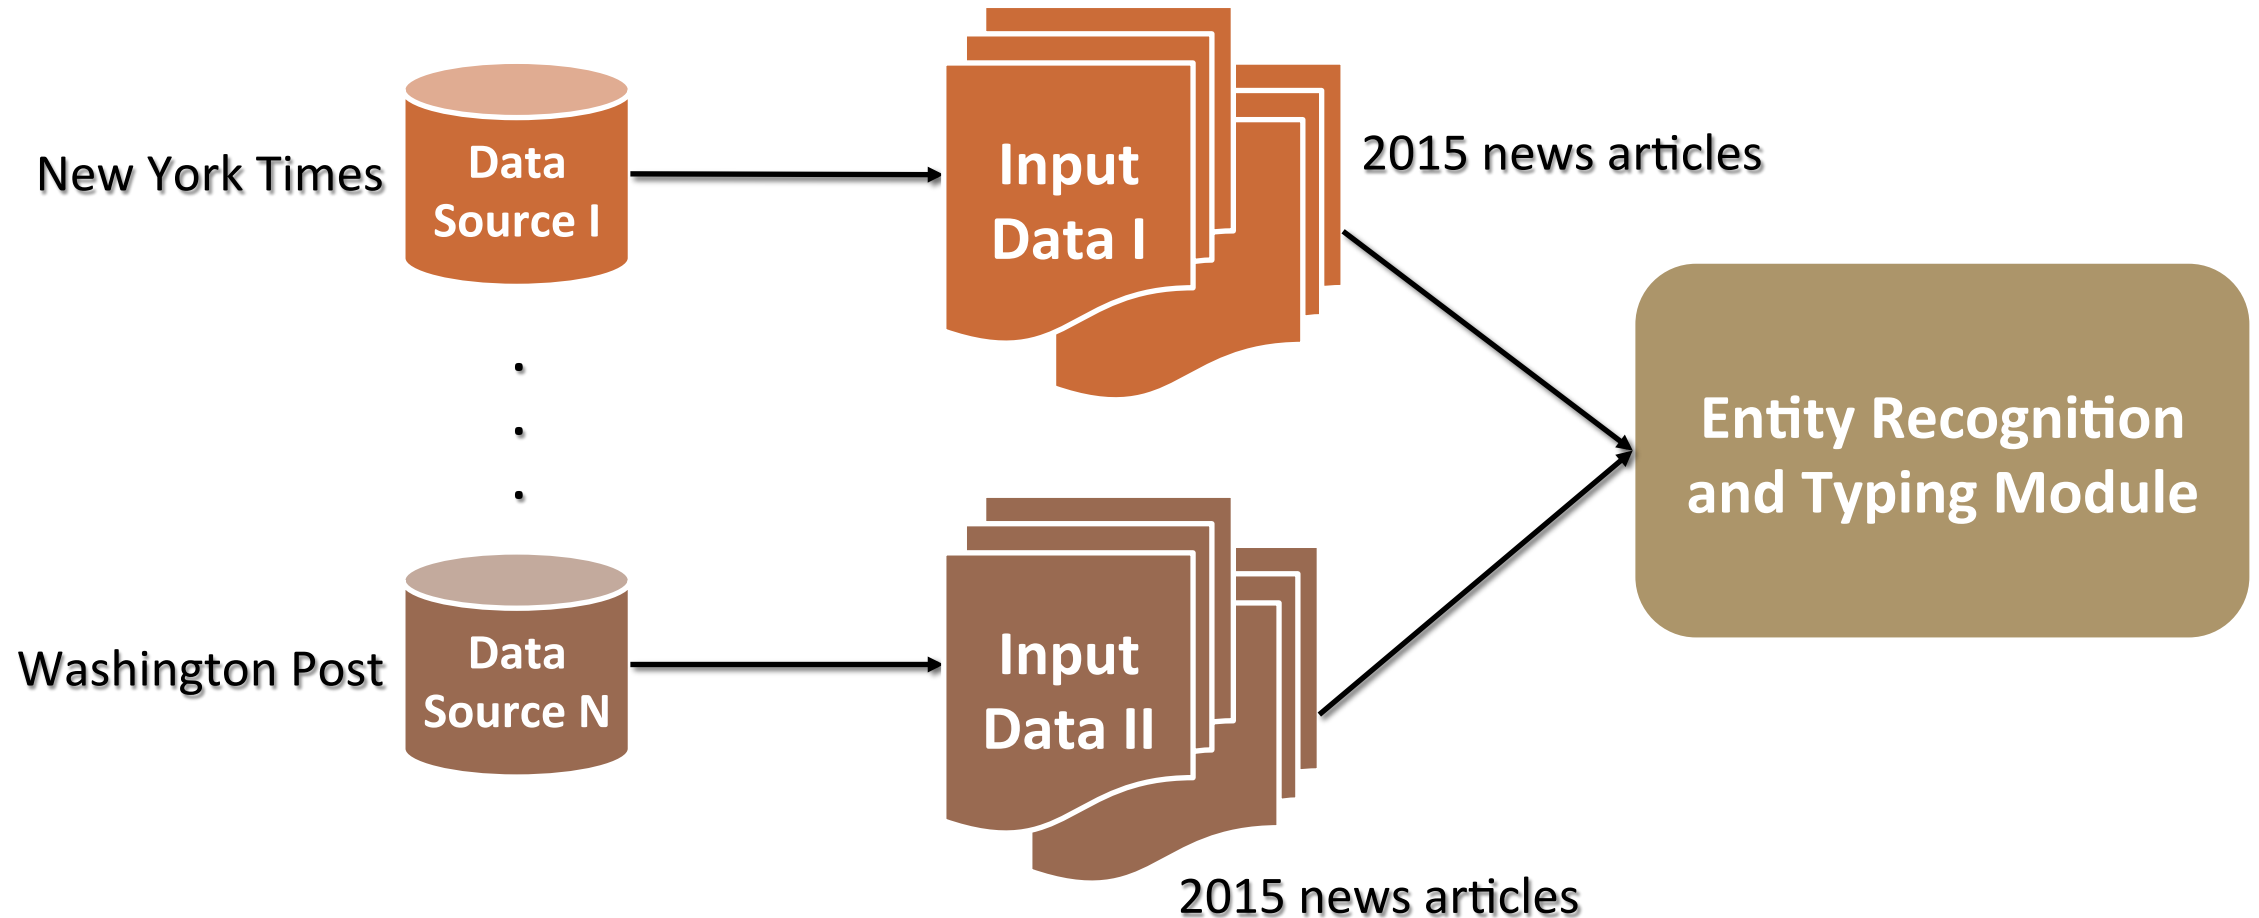 New York Times
Data
Source I
Input
Data I
2015 news articles
.
.
.
Entity Recognition
and Typing Module
Washington Post
Data
Source N
Input
Data II
2015 news articles